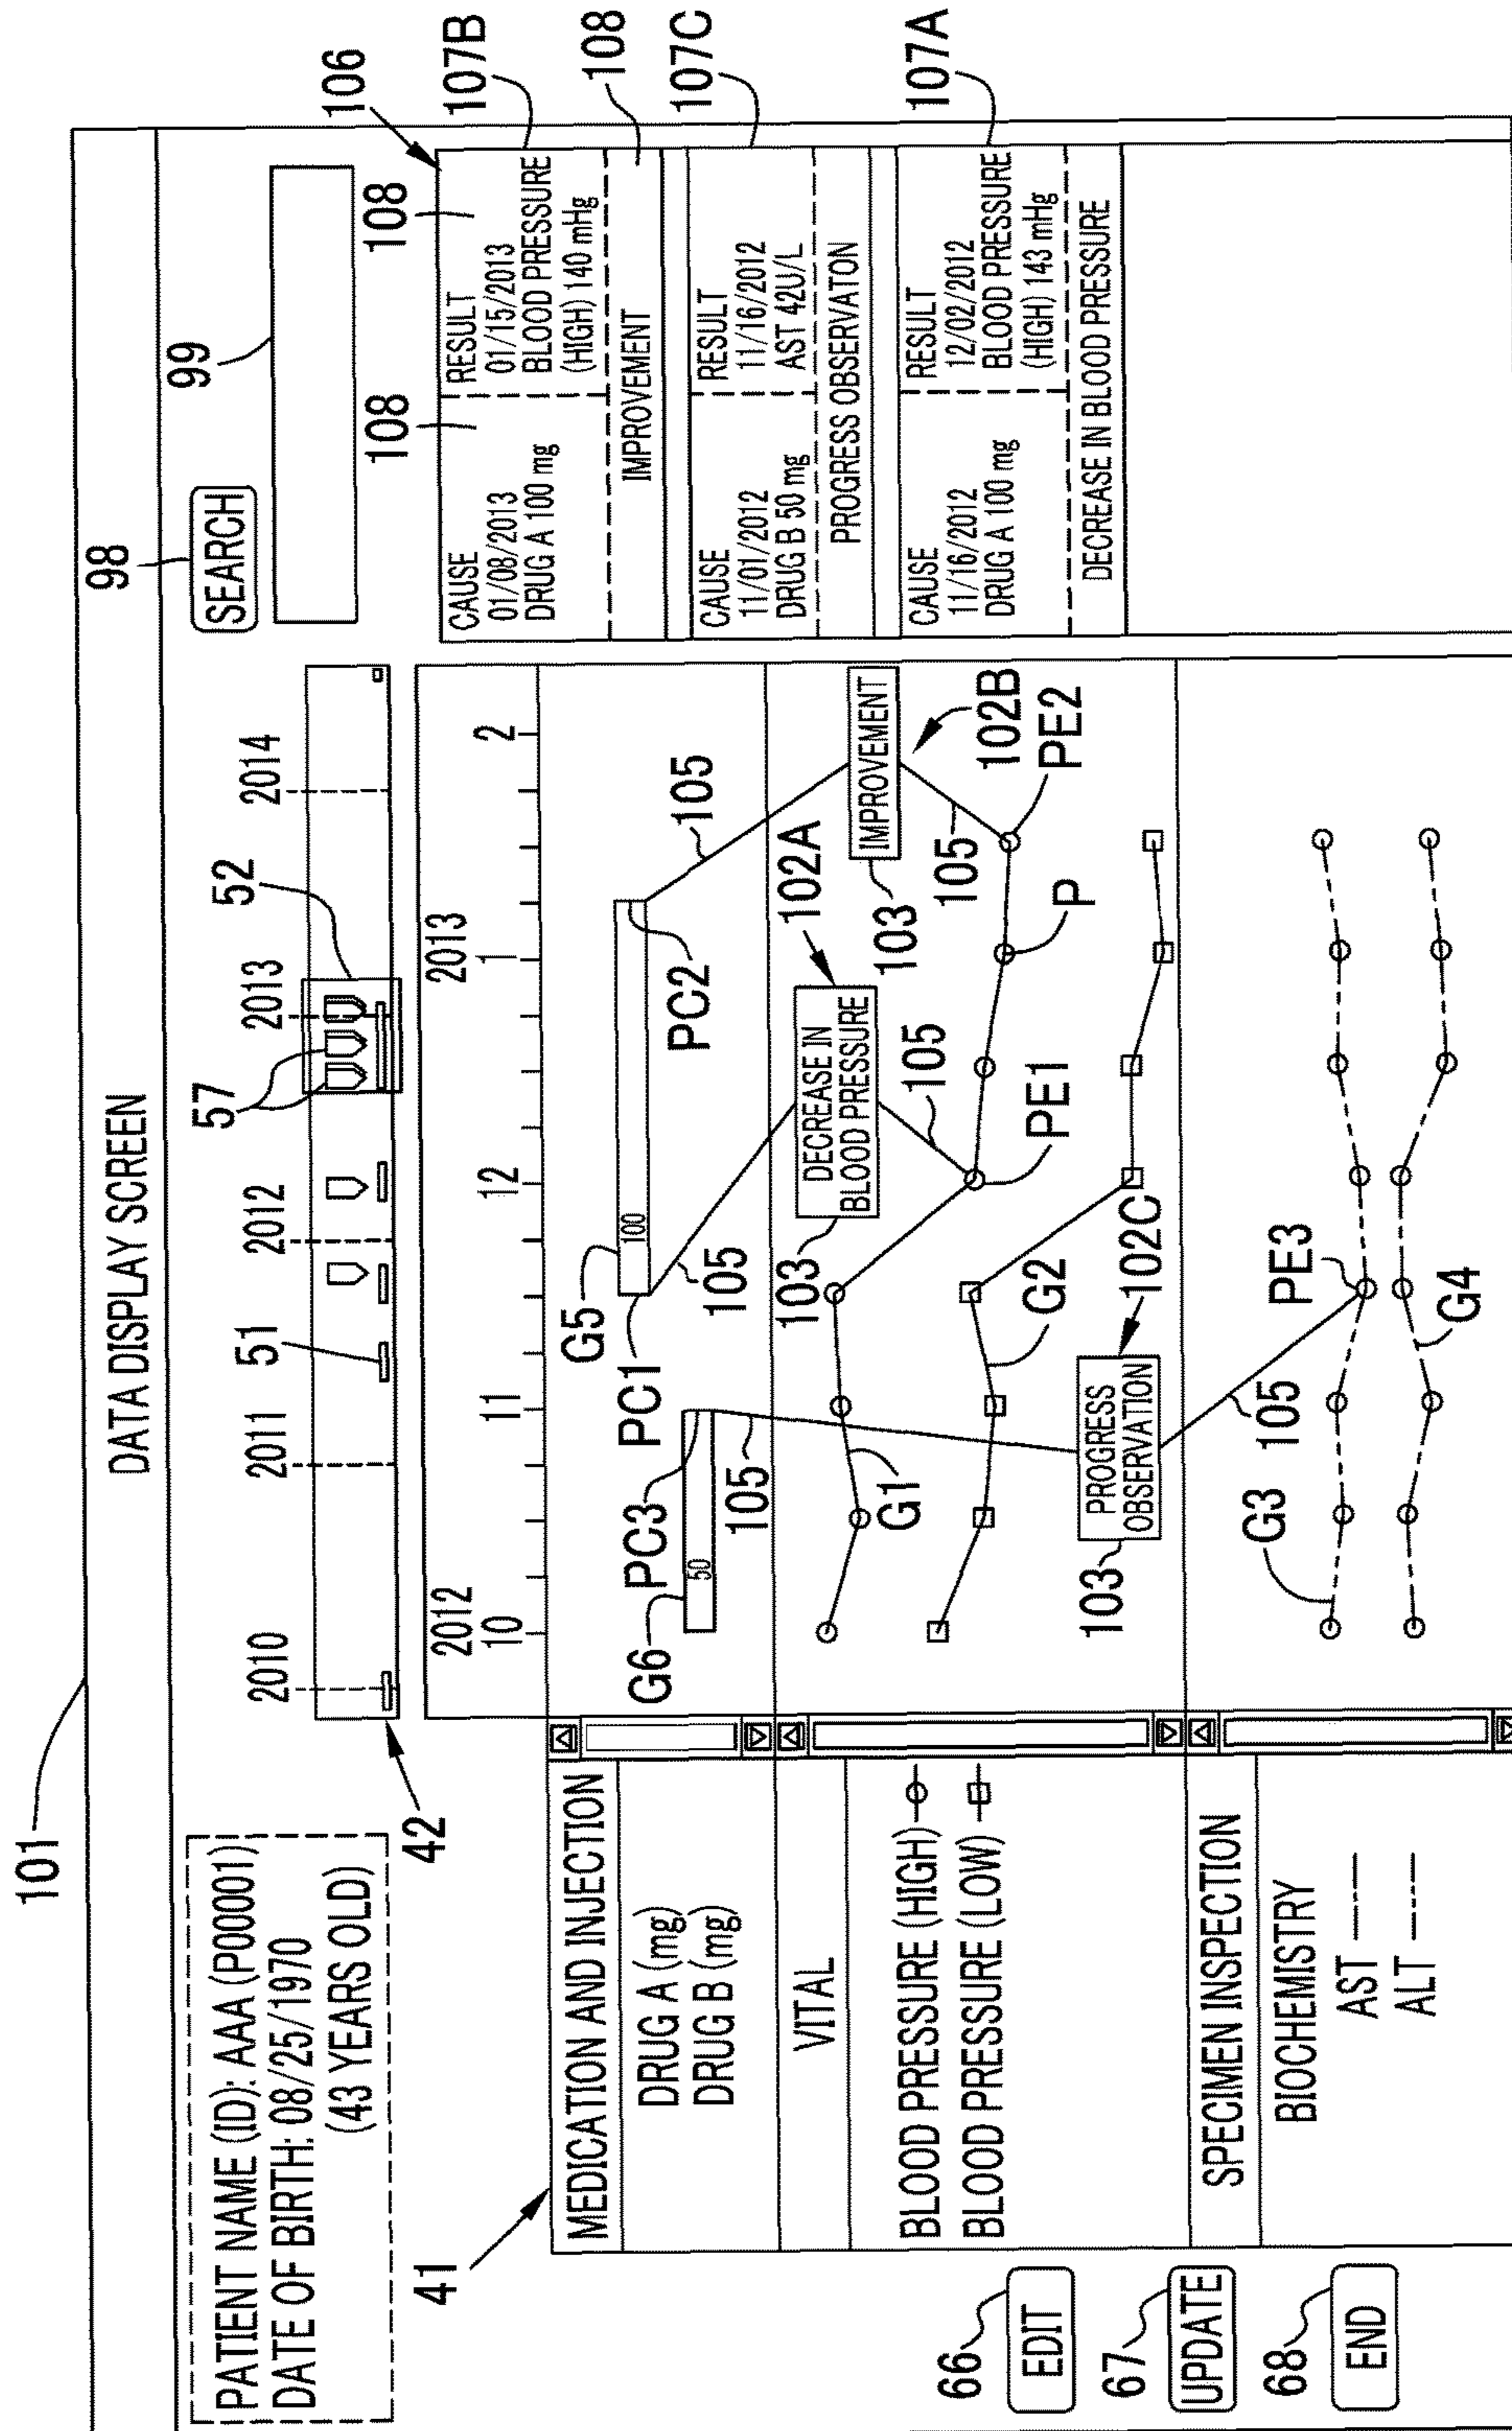 101
DATA DISPLAY SCREEN
PATIENT NAME (ID): AAA (P00001)
DATE OF BIRTH: 08/25/1970
(43 YEARS OLD)
98
SEARCH
99
42
2010
2011
51
2012
57
2013
52
2014
41
2012
10
11
12
2013
1
2
MEDICATION AND INJECTION
DRUG A (mg)
DRUG B (mg)
G5
100
PC1
105
PC2
105
G6
50
PC3
105
VITAL
BLOOD PRESSURE (HIGH)
BLOOD PRESSURE (LOW)
103
DECREASE IN
BLOOD PRESSURE
102A
105
IMPROVEMENT
103
102B
105
G1
PE1
P
PE2
G2
PROGRESS
OBSERVATION
103
102C
SPECIMEN INSPECTION
BIOCHEMISTRY
AST
ALT
G3
105
PE3
G4
106
108
108
CAUSE
01/08/2013
DRUG A 100 mg
RESULT
01/15/2013
BLOOD PRESSURE
(HIGH) 140 mHg
IMPROVEMENT
107B
108
CAUSE
11/01/2012
DRUG B 50 mg
RESULT
11/16/2012
AST 42U/L
PROGRESS OBSERVATON
107C
CAUSE
11/16/2012
DRUG A 100 mg
RESULT
12/02/2012
BLOOD PRESSURE
(HIGH) 143 mHg
DECREASE IN BLOOD PRESSURE
107A
66
EDIT
67
UPDATE
68
END